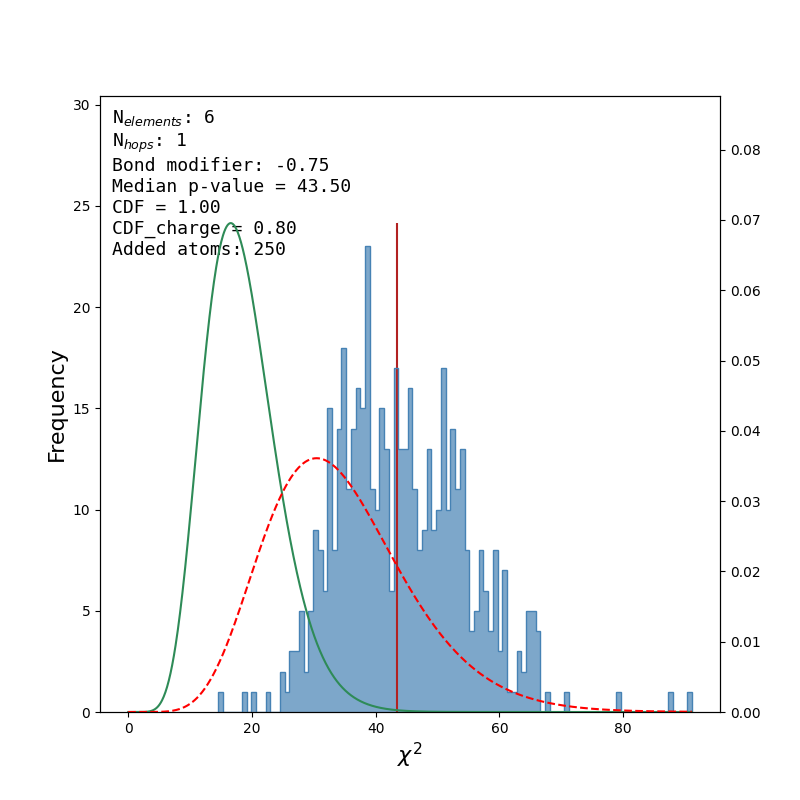 N_elements: 6
N_hops: 1
Bond modifier: -0.75
Median p-value = 43.50
CDF = 1.00
CDF_charge = 0.80
Added atoms: 250
30
25
20
15
10
5
0
Frequency
0.08
0.07
0.06
0.05
0.04
0.03
0.02
0.01
0.00
0 20 40 60 80
χ²